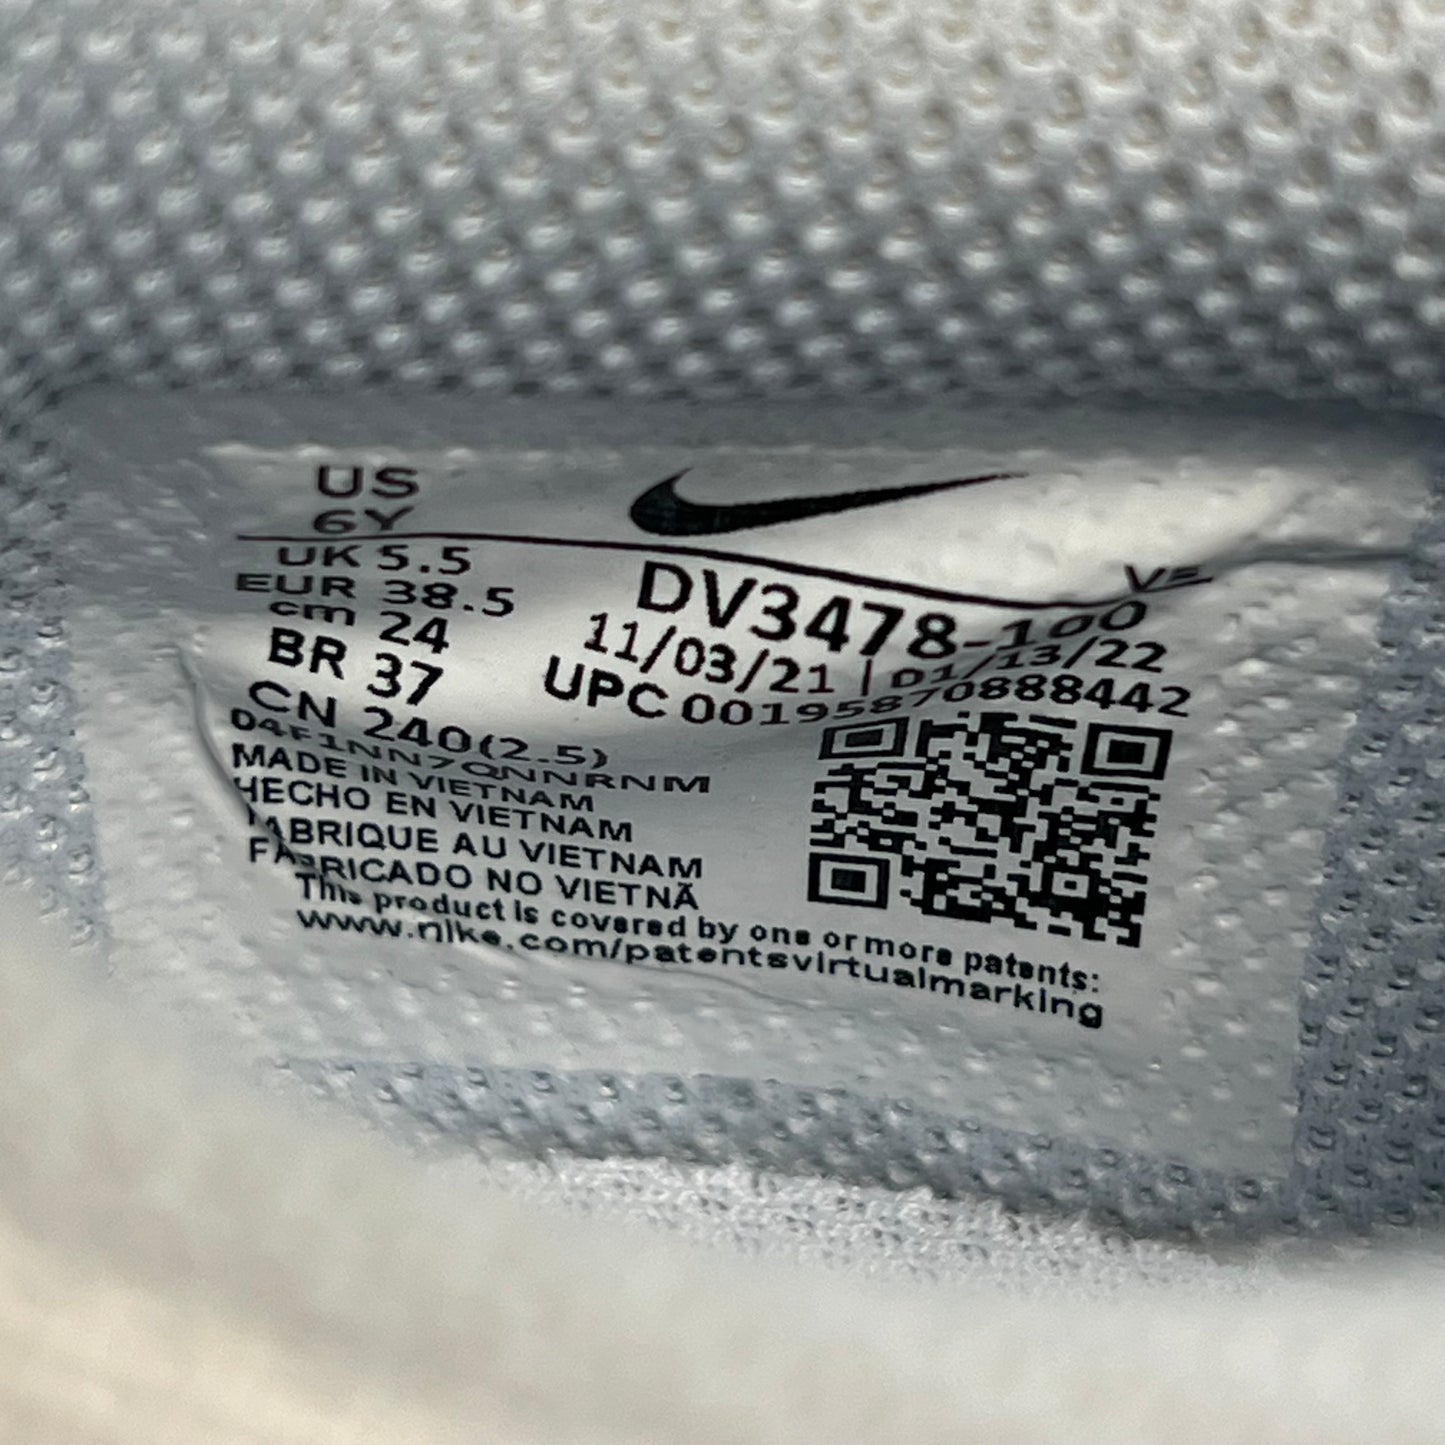 US
6Y
UK 5.5
EUR 38.5
cm 24
BR 37
CN 240(2.5)
VE
DV3478-100
11/03/21 | 01/13/22
UPC 00195870888442
04F1NN7QNNRNM
MADE IN VIETNAM
HECHO EN VIETNAM
FABRIQUE AU VIETNAM
FABRICADO NO VIETNÃ
This product is covered by one or more patents:
www.nike.com/patentsvirtualmarking